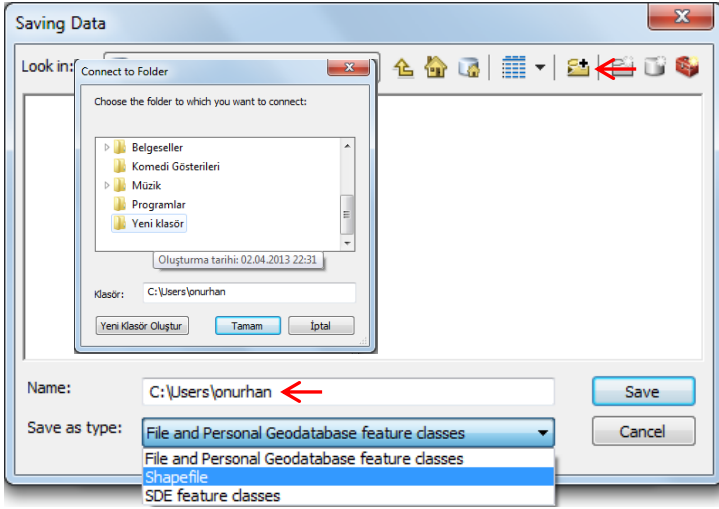 Saving Data
Look in:
Connect to Folder
Choose the folder to which you want to connect:
Belgeseller
Komedi Gösterileri
Müzik
Programlar
Yeni klasör
Oluşturma tarihi: 02.04.2013 22:31
Klasör: C:\Users\onurhan
Yeni Klasör Oluştur Tamam İptal
Name: C:\Users\onurhan Save
Save as type: File and Personal Geodatabase feature classes Cancel
File and Personal Geodatabase feature classes
Shapefile
SDE feature classes